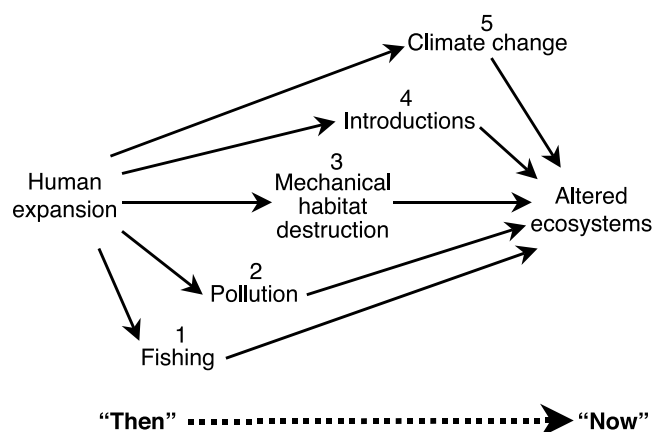 5
Climate change
4
Introductions
3
Mechanical
habitat
destruction
Human
expansion
Altered
ecosystems
2
Pollution
1
Fishing
“Then”
“Now”